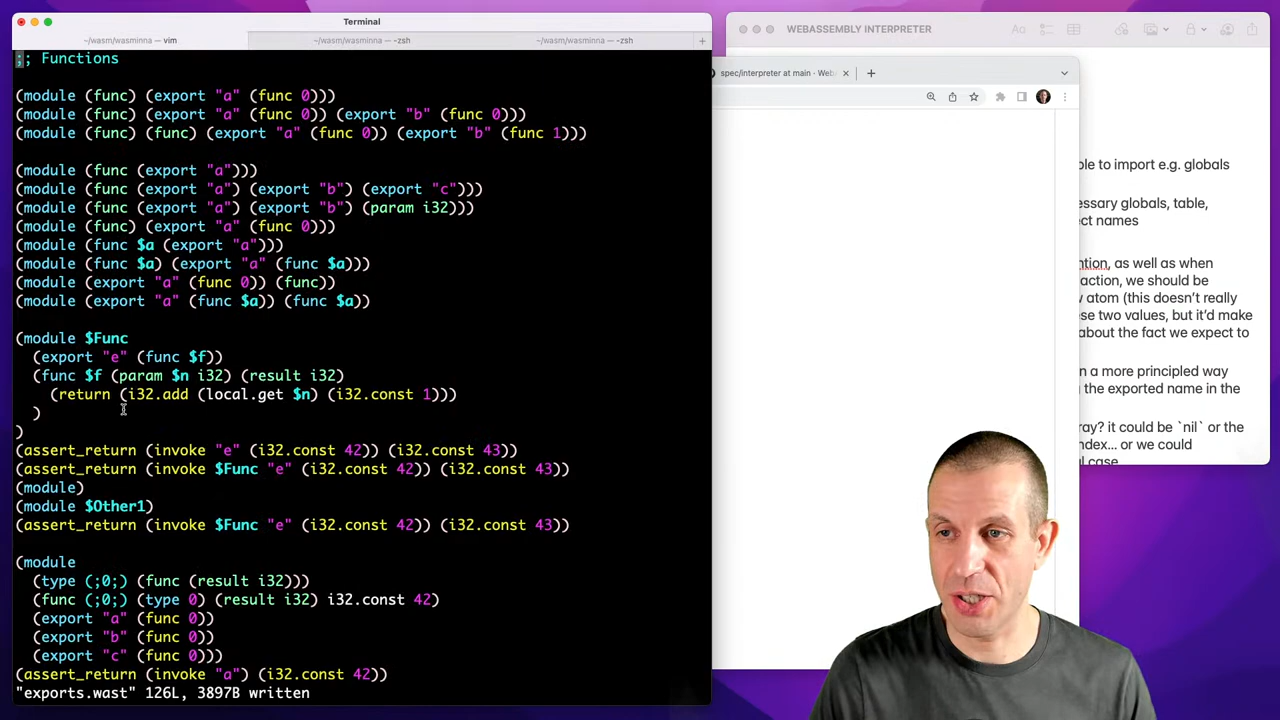 Terminal
~/wasm/wasminna — vim
~/wasm/wasminna — -zsh
~/wasm/wasminna — -zsh
;; Functions
(module (func) (export "a" (func 0)))
(module (func) (export "a" (func 0)) (export "b" (func 0)))
(module (func) (func) (export "a" (func 0)) (export "b" (func 1)))
(module (func (export "a")))
(module (func (export "a") (export "b") (export "c")))
(module (func (export "a") (export "b") (param i32)))
(module (func) (export "a" (func 0)))
(module (func $a (export "a")))
(module (func $a) (export "a" (func $a)))
(module (export "a" (func 0)) (func))
(module (export "a" (func $a)) (func $a))
(module $Func
(export "e" (func $f))
(func $f (param $n i32) (result i32)
(return (i32.add (local.get $n) (i32.const 1)))
)
)
(assert_return (invoke "e" (i32.const 42)) (i32.const 43))
(assert_return (invoke $Func "e" (i32.const 42)) (i32.const 43))
(module)
(module $Other1)
(assert_return (invoke $Func "e" (i32.const 42)) (i32.const 43))
(module
(type (;0;) (func (result i32)))
(func (;0;) (type 0) (result i32) i32.const 42)
(export "a" (func 0))
(export "b" (func 0))
(export "c" (func 0)))
(assert_return (invoke "a") (i32.const 42))
"exports.wast" 126L, 3897B written
WEBASSEMBLY INTERPRETER
spec/interpreter at main · Web
to import e.g. globals
globals, table,
names
as well as when
action, we should be
atom (this doesn't really
se two values, but it'd make
about the fact we expect to
n a more principled way
the exported name in the
ray? it could be `nil` or the
ndex… or we could
case